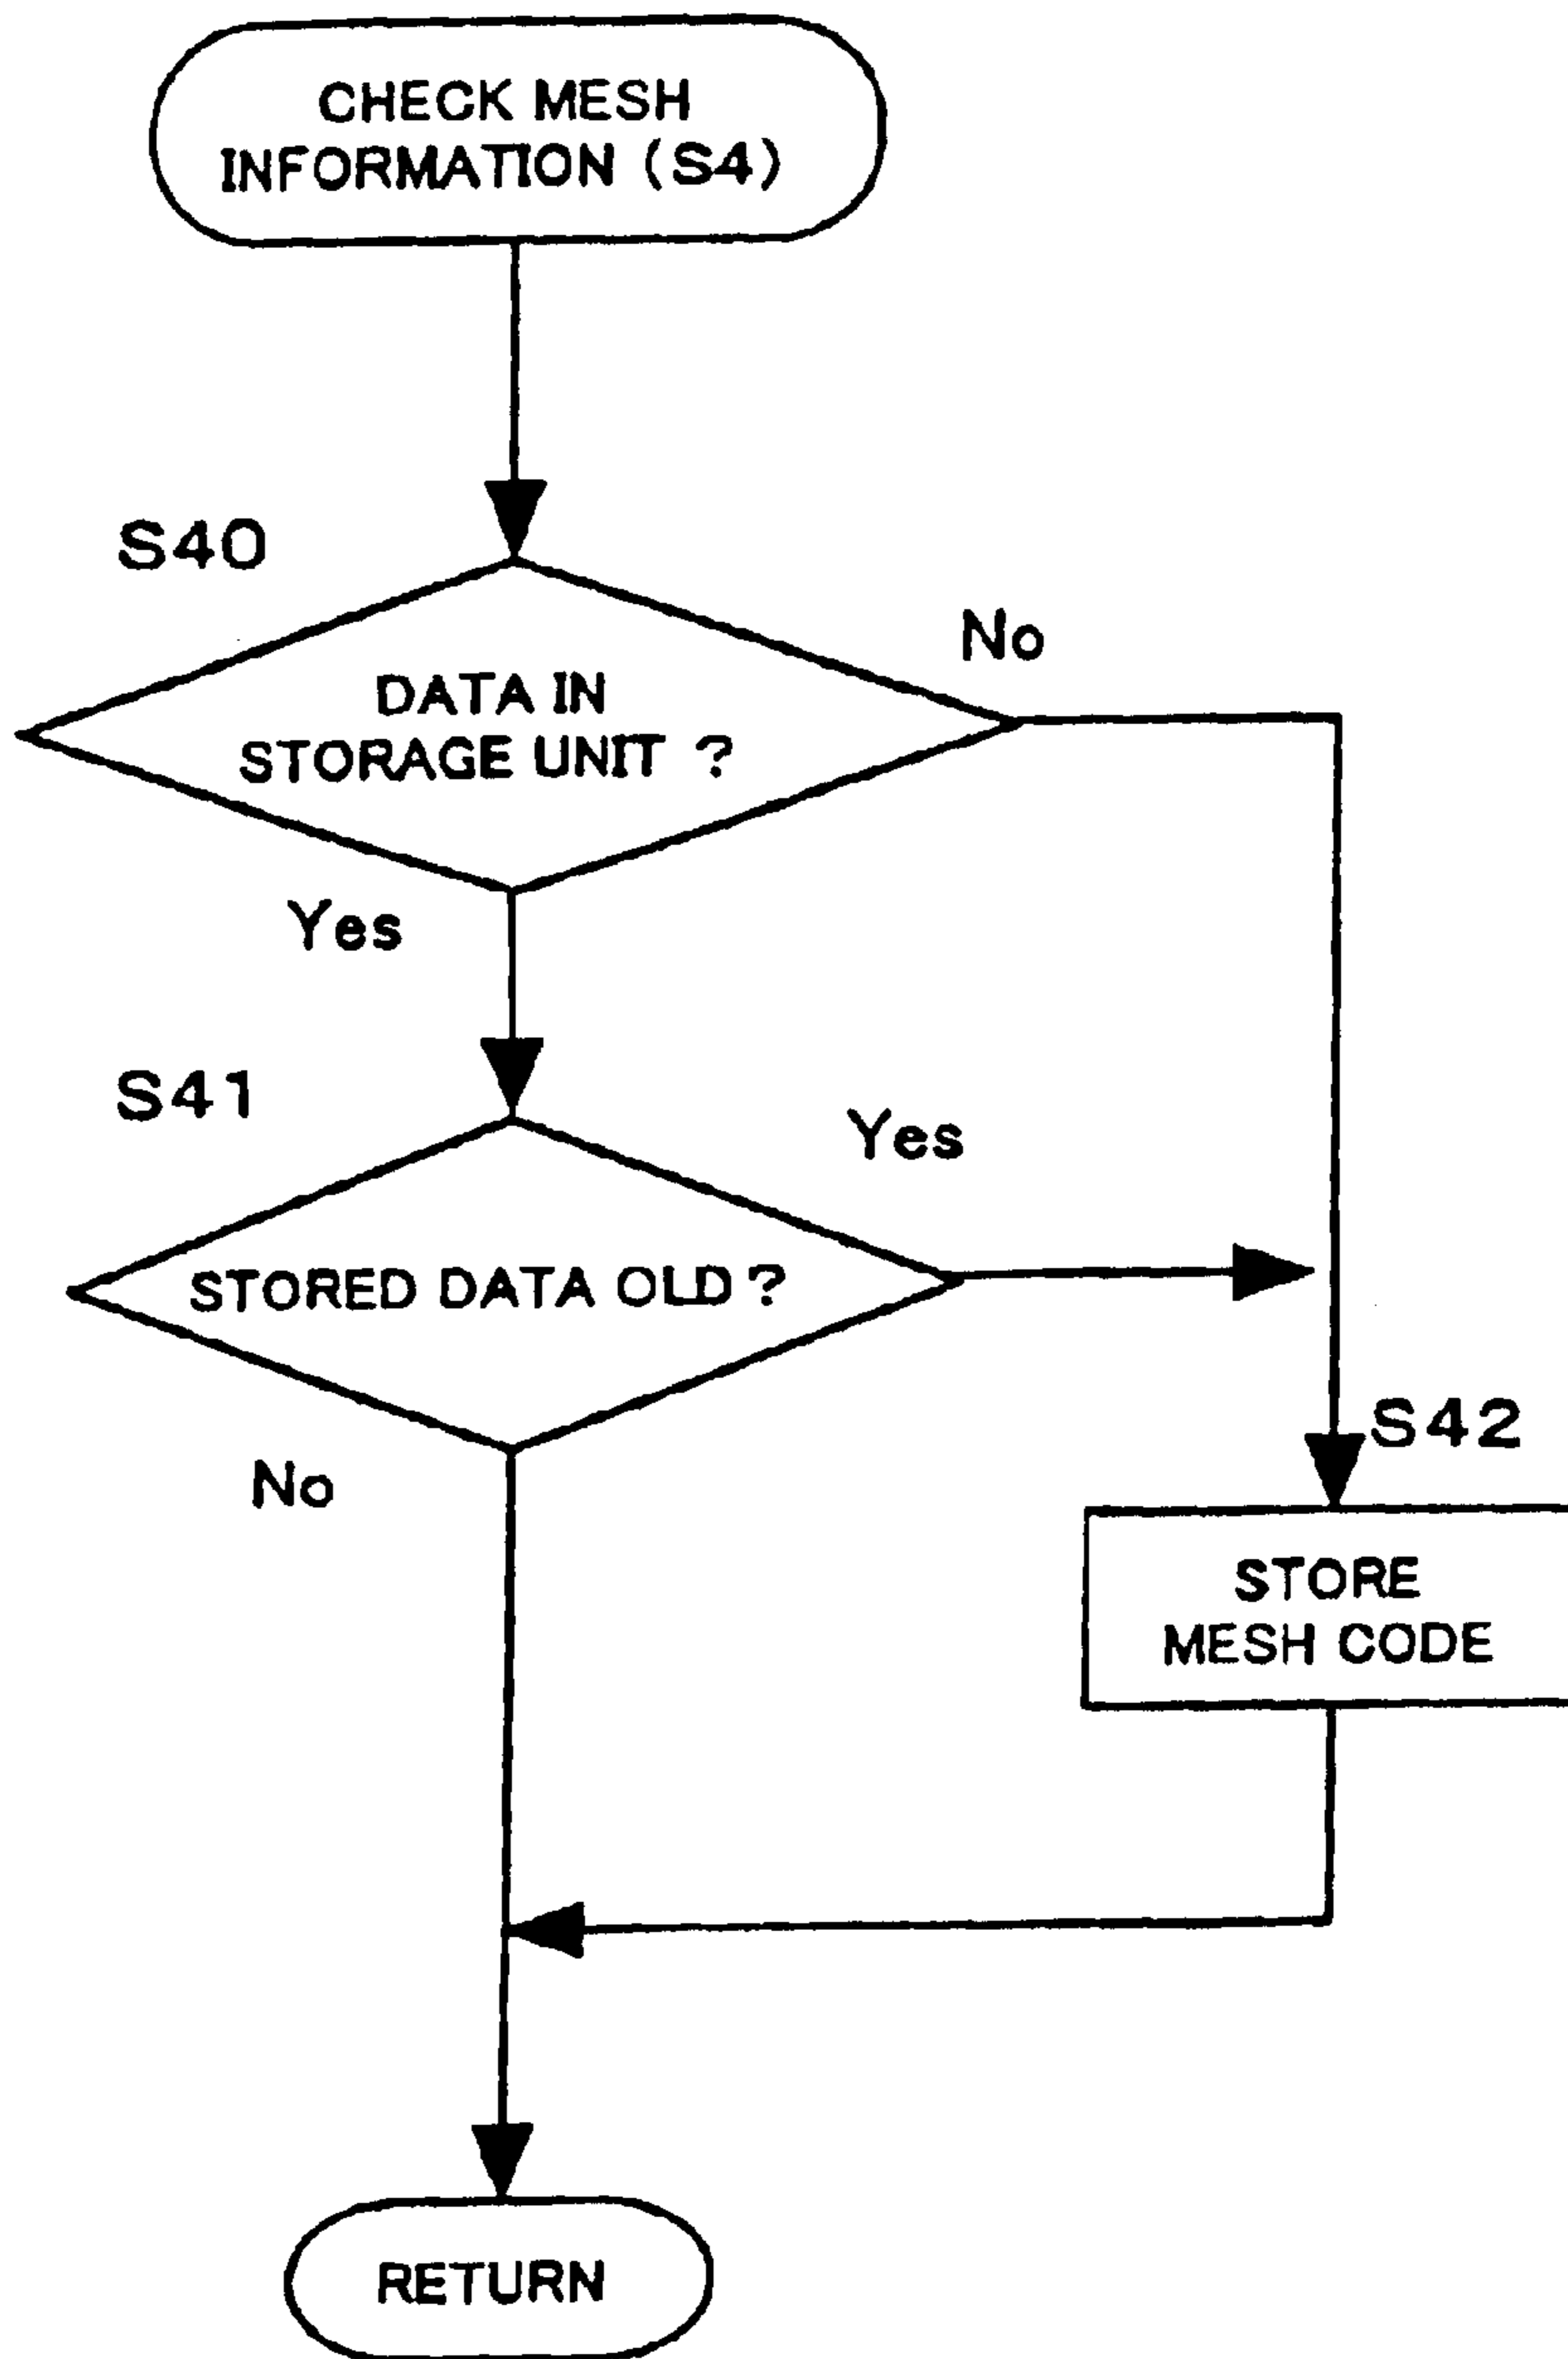 CHECK MESH
INFORMATION (S4)
S40
No
DATA IN
STORAGE UNIT ?
Yes
S41
Yes
STORED DATA OLD ?
No
S42
STORE
MESH CODE
RETURN